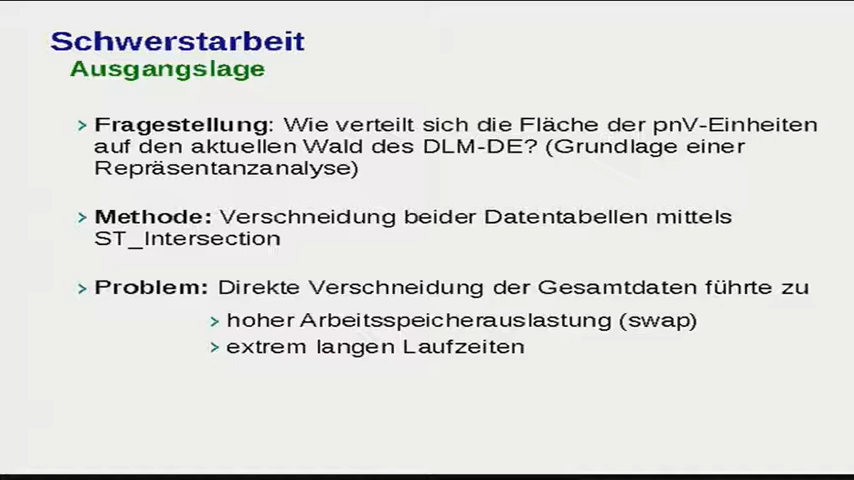 Schwerstarbeit
Ausgangslage
> Fragestellung: Wie verteilt sich die Fläche der pnV-Einheiten
auf den aktuellen Wald des DLM-DE? (Grundlage einer
Repräsentanzanalyse)
> Methode: Verschneidung beider Datentabellen mittels
ST_Intersection
> Problem: Direkte Verschneidung der Gesamtdaten führte zu
> hoher Arbeitsspeicherauslastung (swap)
> extrem langen Laufzeiten